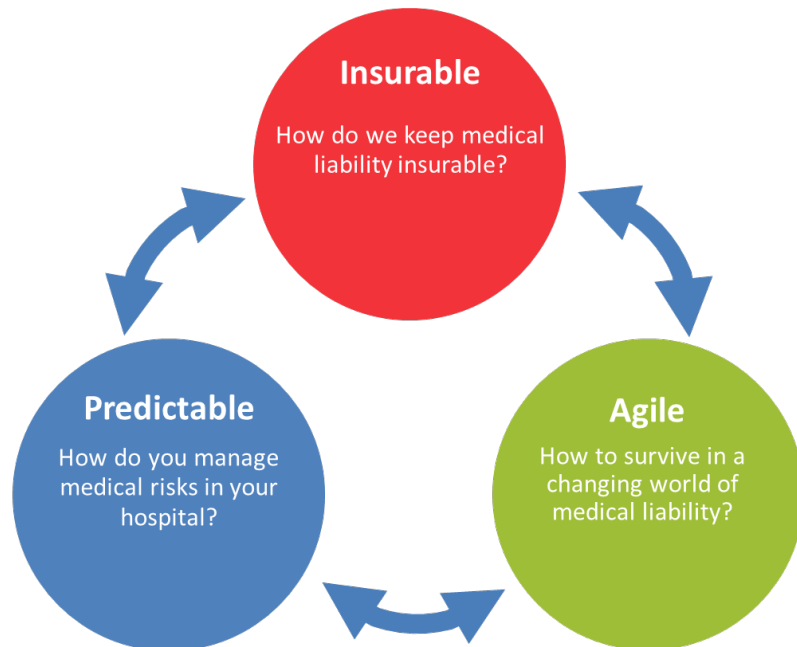 Insurable
How do we keep medical
liability insurable?
Predictable
How do you manage
medical risks in your
hospital?
Agile
How to survive in a
changing world of
medical liability?